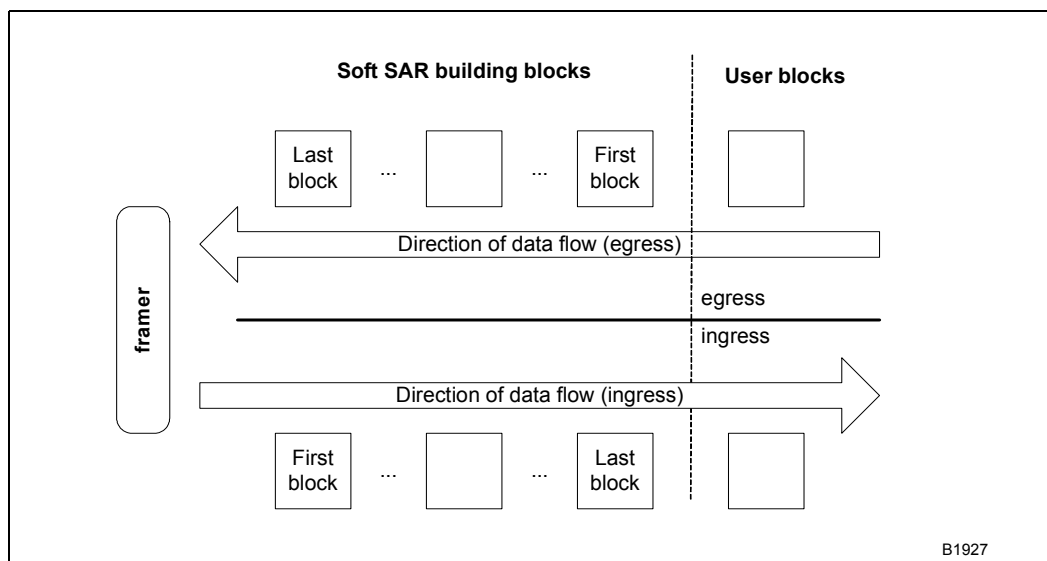 Soft SAR building blocks
User blocks
Last
block
...
...
First
block
Direction of data flow (egress)
framer
egress
ingress
Direction of data flow (ingress)
First
block
...
...
Last
block
B1927